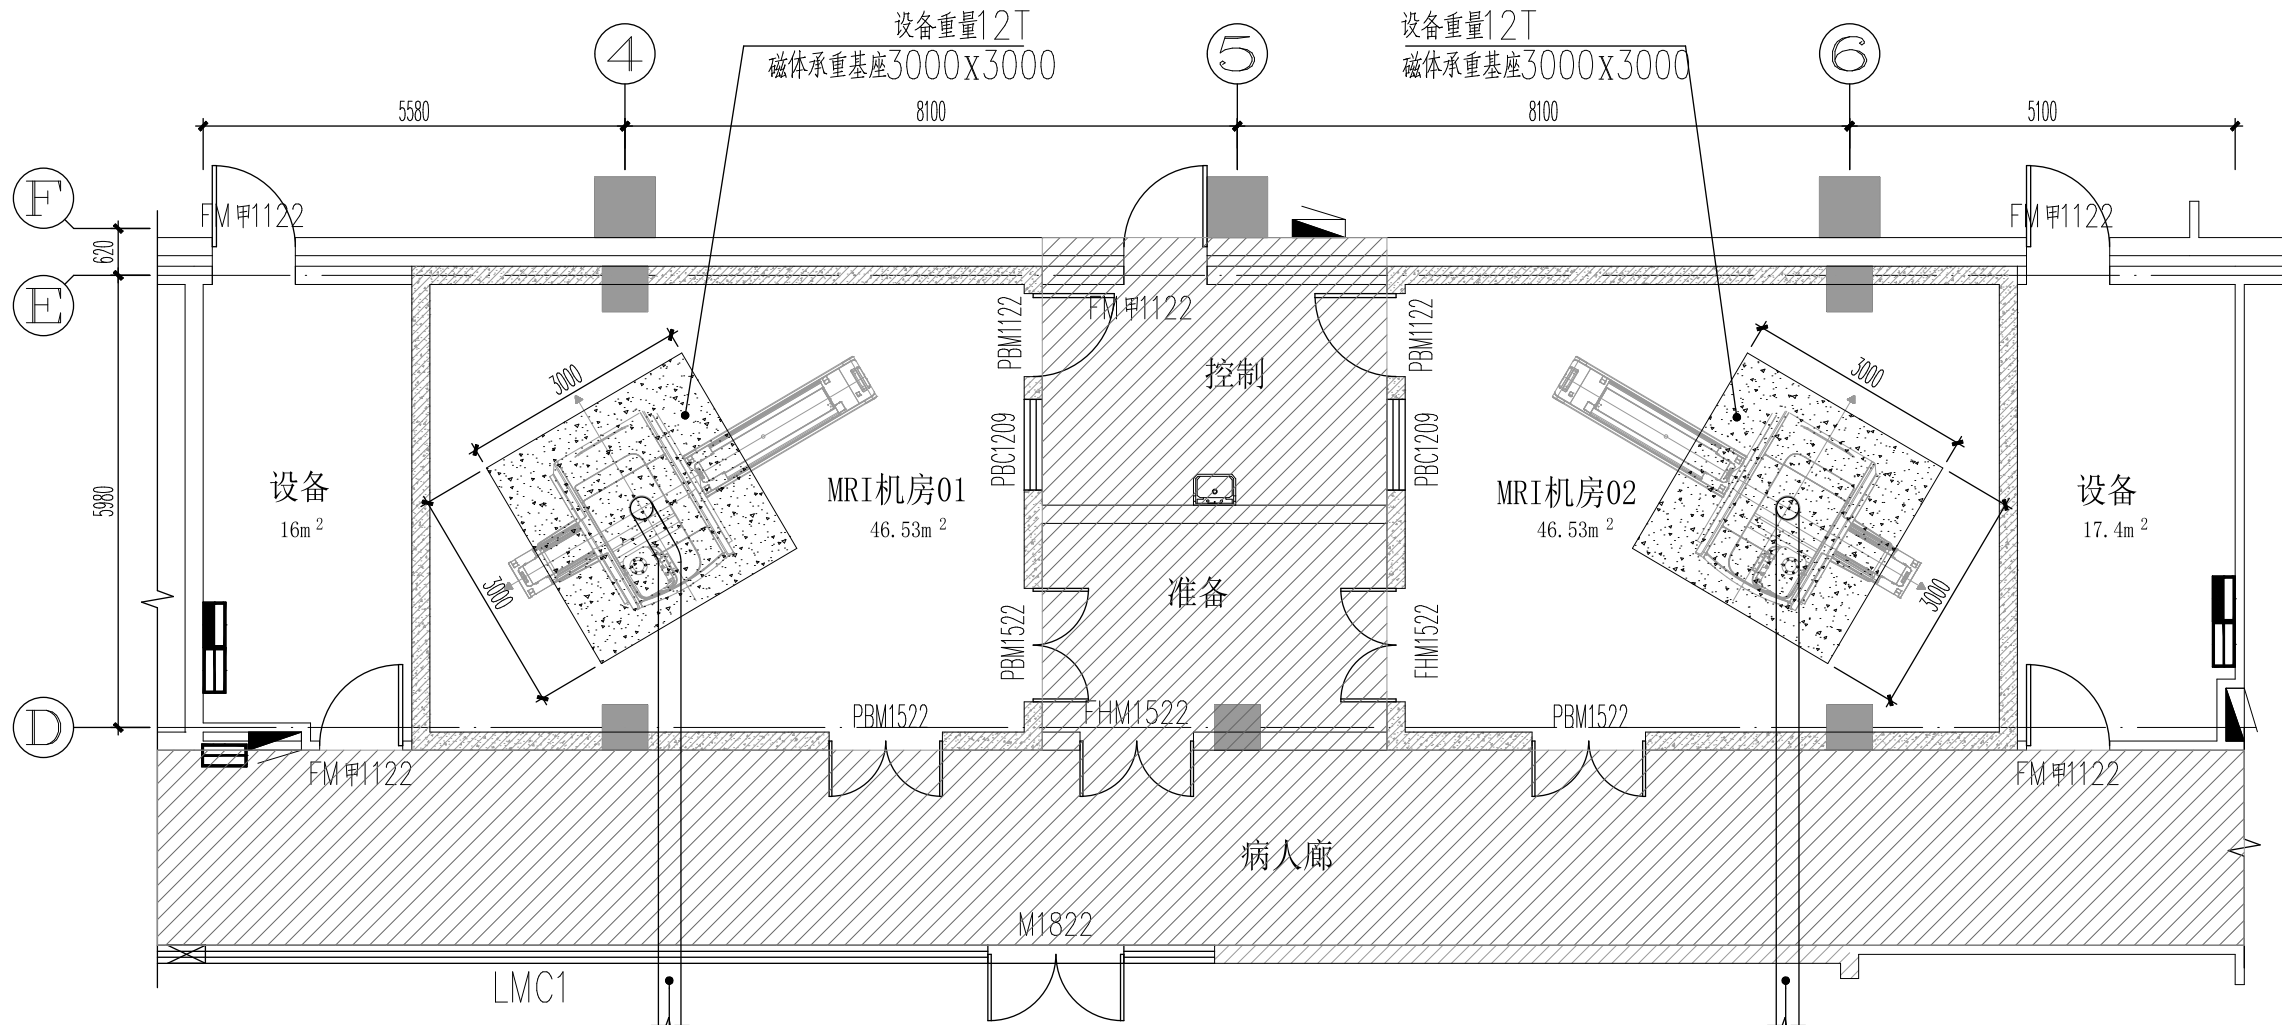 设备重量12T
磁体承重基座3000X3000
设备重量12T
磁体承重基座3000X3000
4
5
6
5580
8100
8100
5100
F
E
D
620
5980
FM甲1122
FM甲1122
FM甲1122
PBM1122
PBM1122
控制
3000
3000
PBC1209
PBC1209
设备
16m²
MRI机房01
46.53m²
MRI机房02
46.53m²
设备
17.4m²
准备
3000
3000
PBM1522
FHM1522
PBM1522
FHM1522
PBM1522
FM甲1122
FM甲1122
病人廊
M1822
LMC1